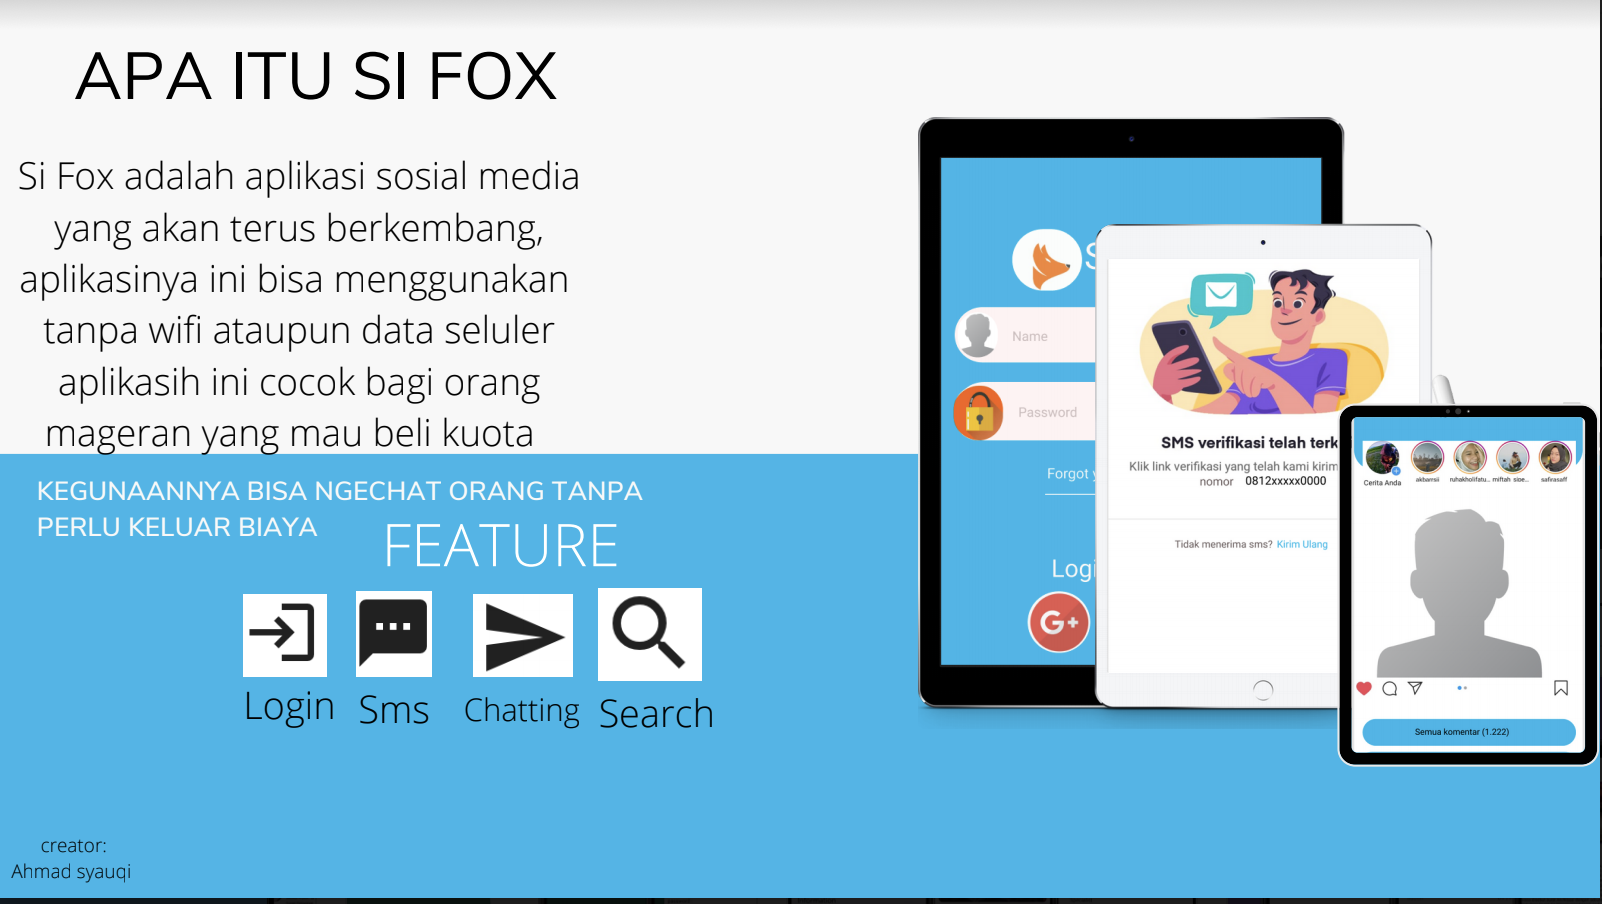 APA ITU SI FOX
Si Fox adalah aplikasi sosial media
yang akan terus berkembang,
aplikasinya ini bisa menggunakan
tanpa wifi ataupun data seluler
aplikasih ini cocok bagi orang
mageran yang mau beli kuota
KEGUNAANNYA BISA NGECHAT ORANG TANPA
PERLU KELUAR BIAYA
FEATURE
Login
Sms
Chatting
Search
creator:
Ahmad syauqi
S
Name
Password
Forgot y
Logi
G+
SMS verifikasi telah terk
Klik link verifikasi yang telah kami kirim
nomor 0812xxxxx0000
Tidak menerima sms? Kirim Ulang
Cerita Anda
akbarrsii
ruhakholifatu...
miftah_sige...
safirasaff
Semua komentar (1.222)